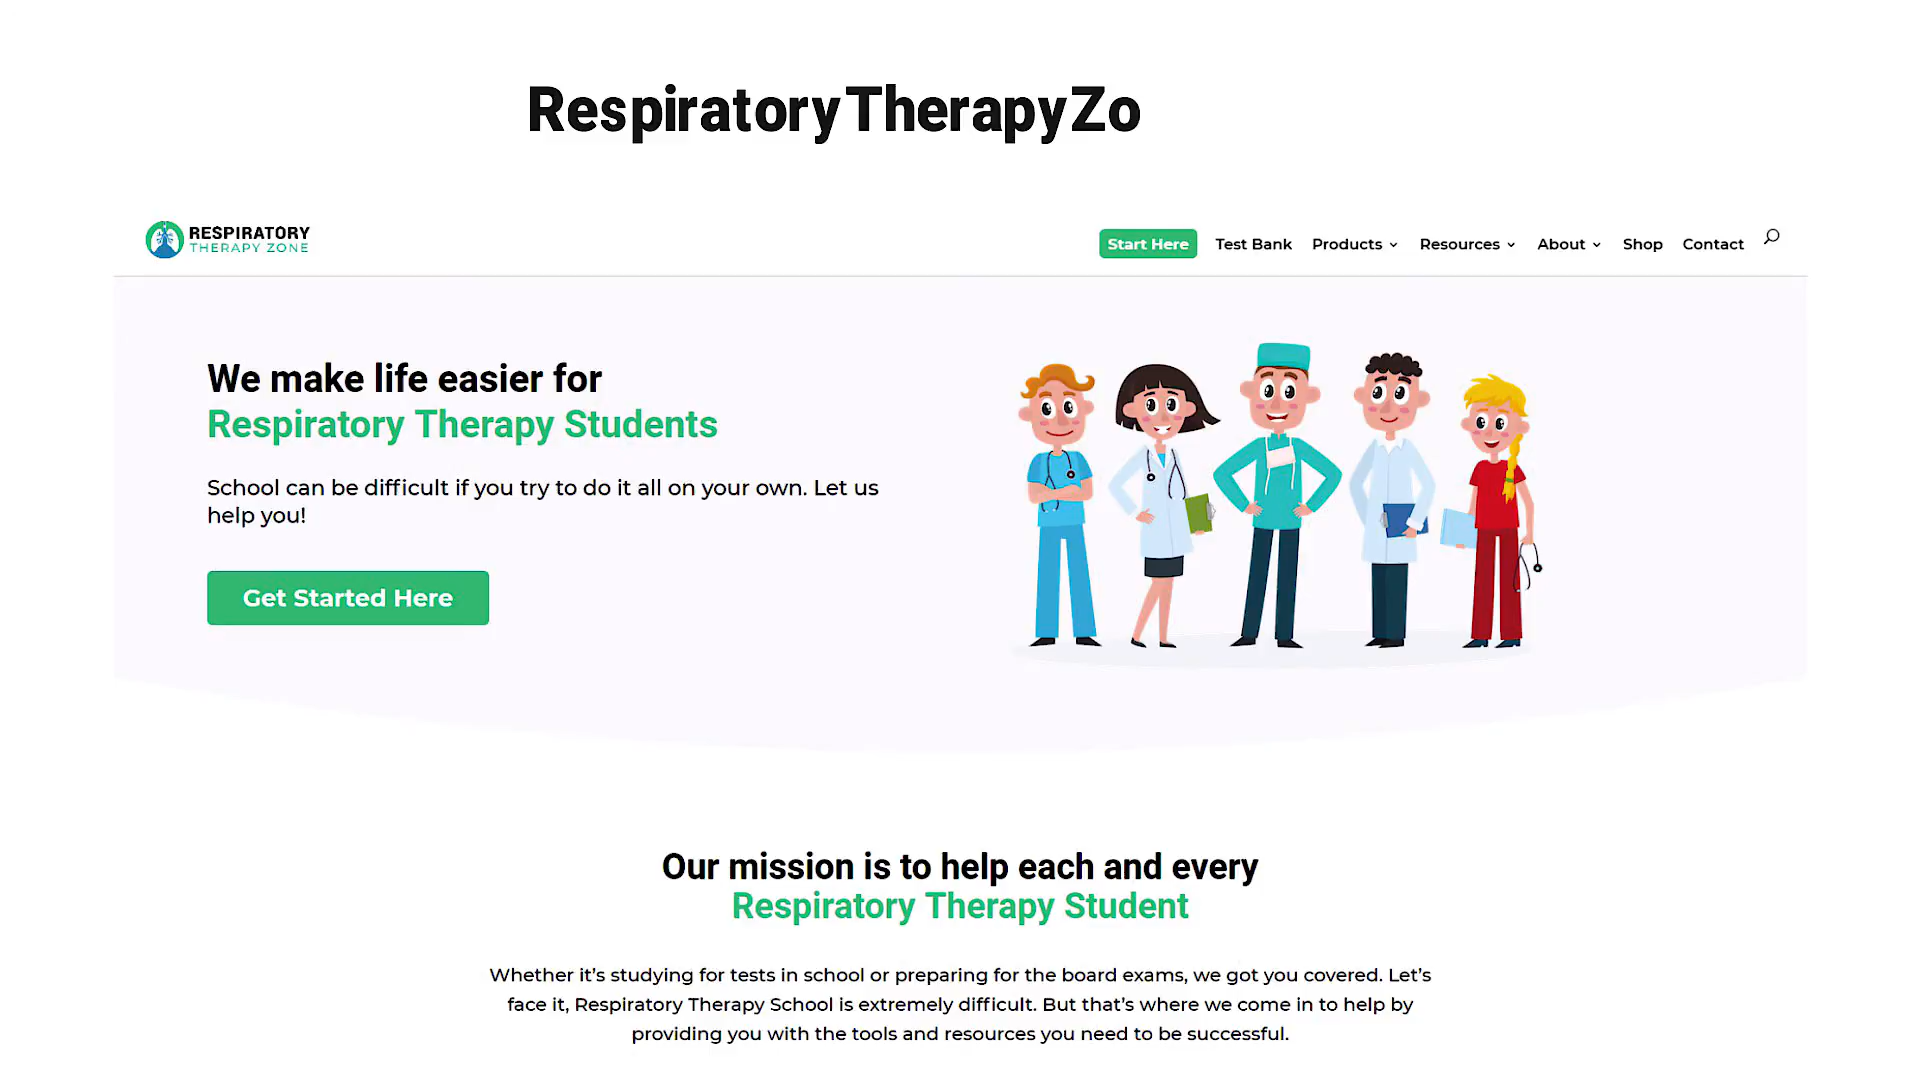 RespiratoryTherapyZo
RESPIRATORY
THERAPY ZONE
Start Here Test Bank Products Resources About Shop Contact
We make life easier for
Respiratory Therapy Students
School can be difficult if you try to do it all on your own. Let us
help you!
Get Started Here
Our mission is to help each and every
Respiratory Therapy Student
Whether it's studying for tests in school or preparing for the board exams, we got you covered. Let's
face it, Respiratory Therapy School is extremely difficult. But that's where we come in to help by
providing you with the tools and resources you need to be successful.